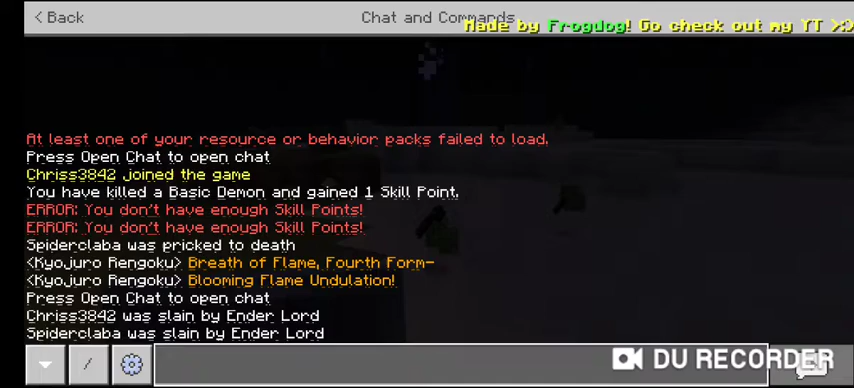 < Back
Chat and Commands
Made by Frogdog! Go check out my YT >:)
At least one of your resource or behavior packs failed to load.
Press Open Chat to open chat
Chriss3842 joined the game
You have killed a Basic Demon and gained 1 Skill Point.
ERROR: You don't have enough Skill Points!
ERROR: You don't have enough Skill Points!
Spiderclaba was pricked to death
<Kyojuro Rengoku> Breath of Flame, Fourth Form-
<Kyojuro Rengoku> Blooming Flame Undulation!
Press Open Chat to open chat
Chriss3842 was slain by Ender Lord
Spiderclaba was slain by Ender Lord
/
DU RECORDER